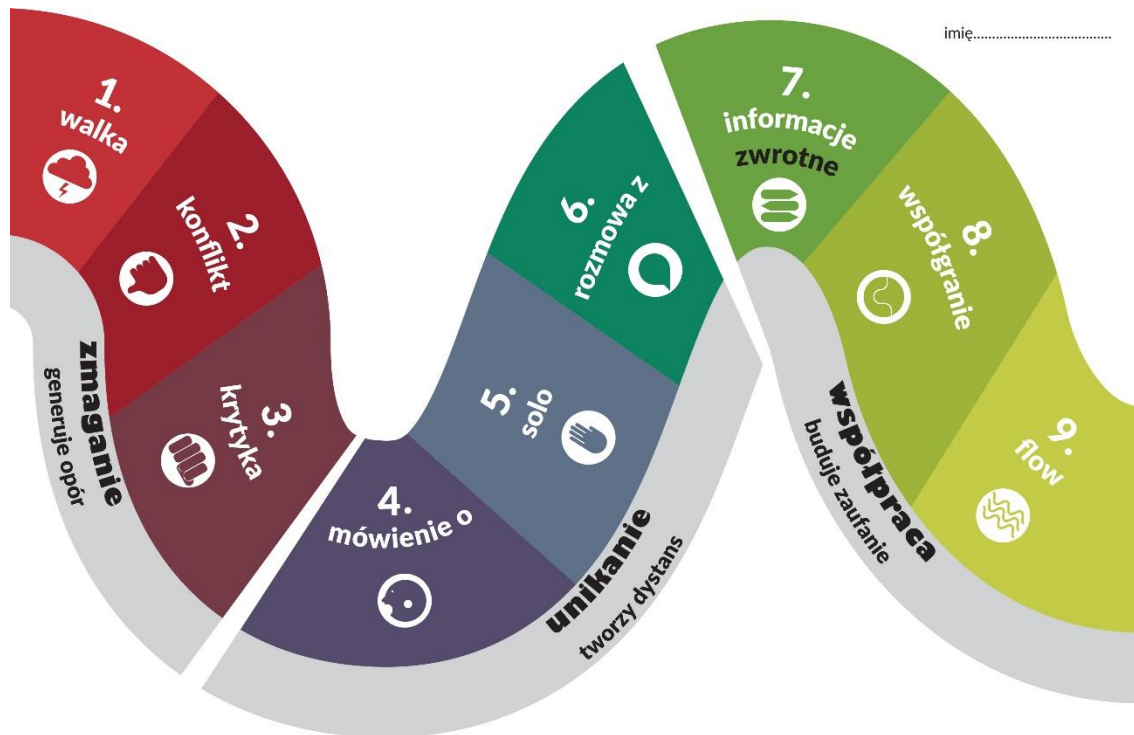 imię.....................................
1.
walka
2.
konflikt
3.
krytyka
zmaganie
generuje opór
4.
mówienie o
5.
solo
6.
rozmowa z
unikanie
tworzy dystans
7.
informacje
zwrotne
8.
współgranie
9.
flow
współpraca
buduje zaufanie